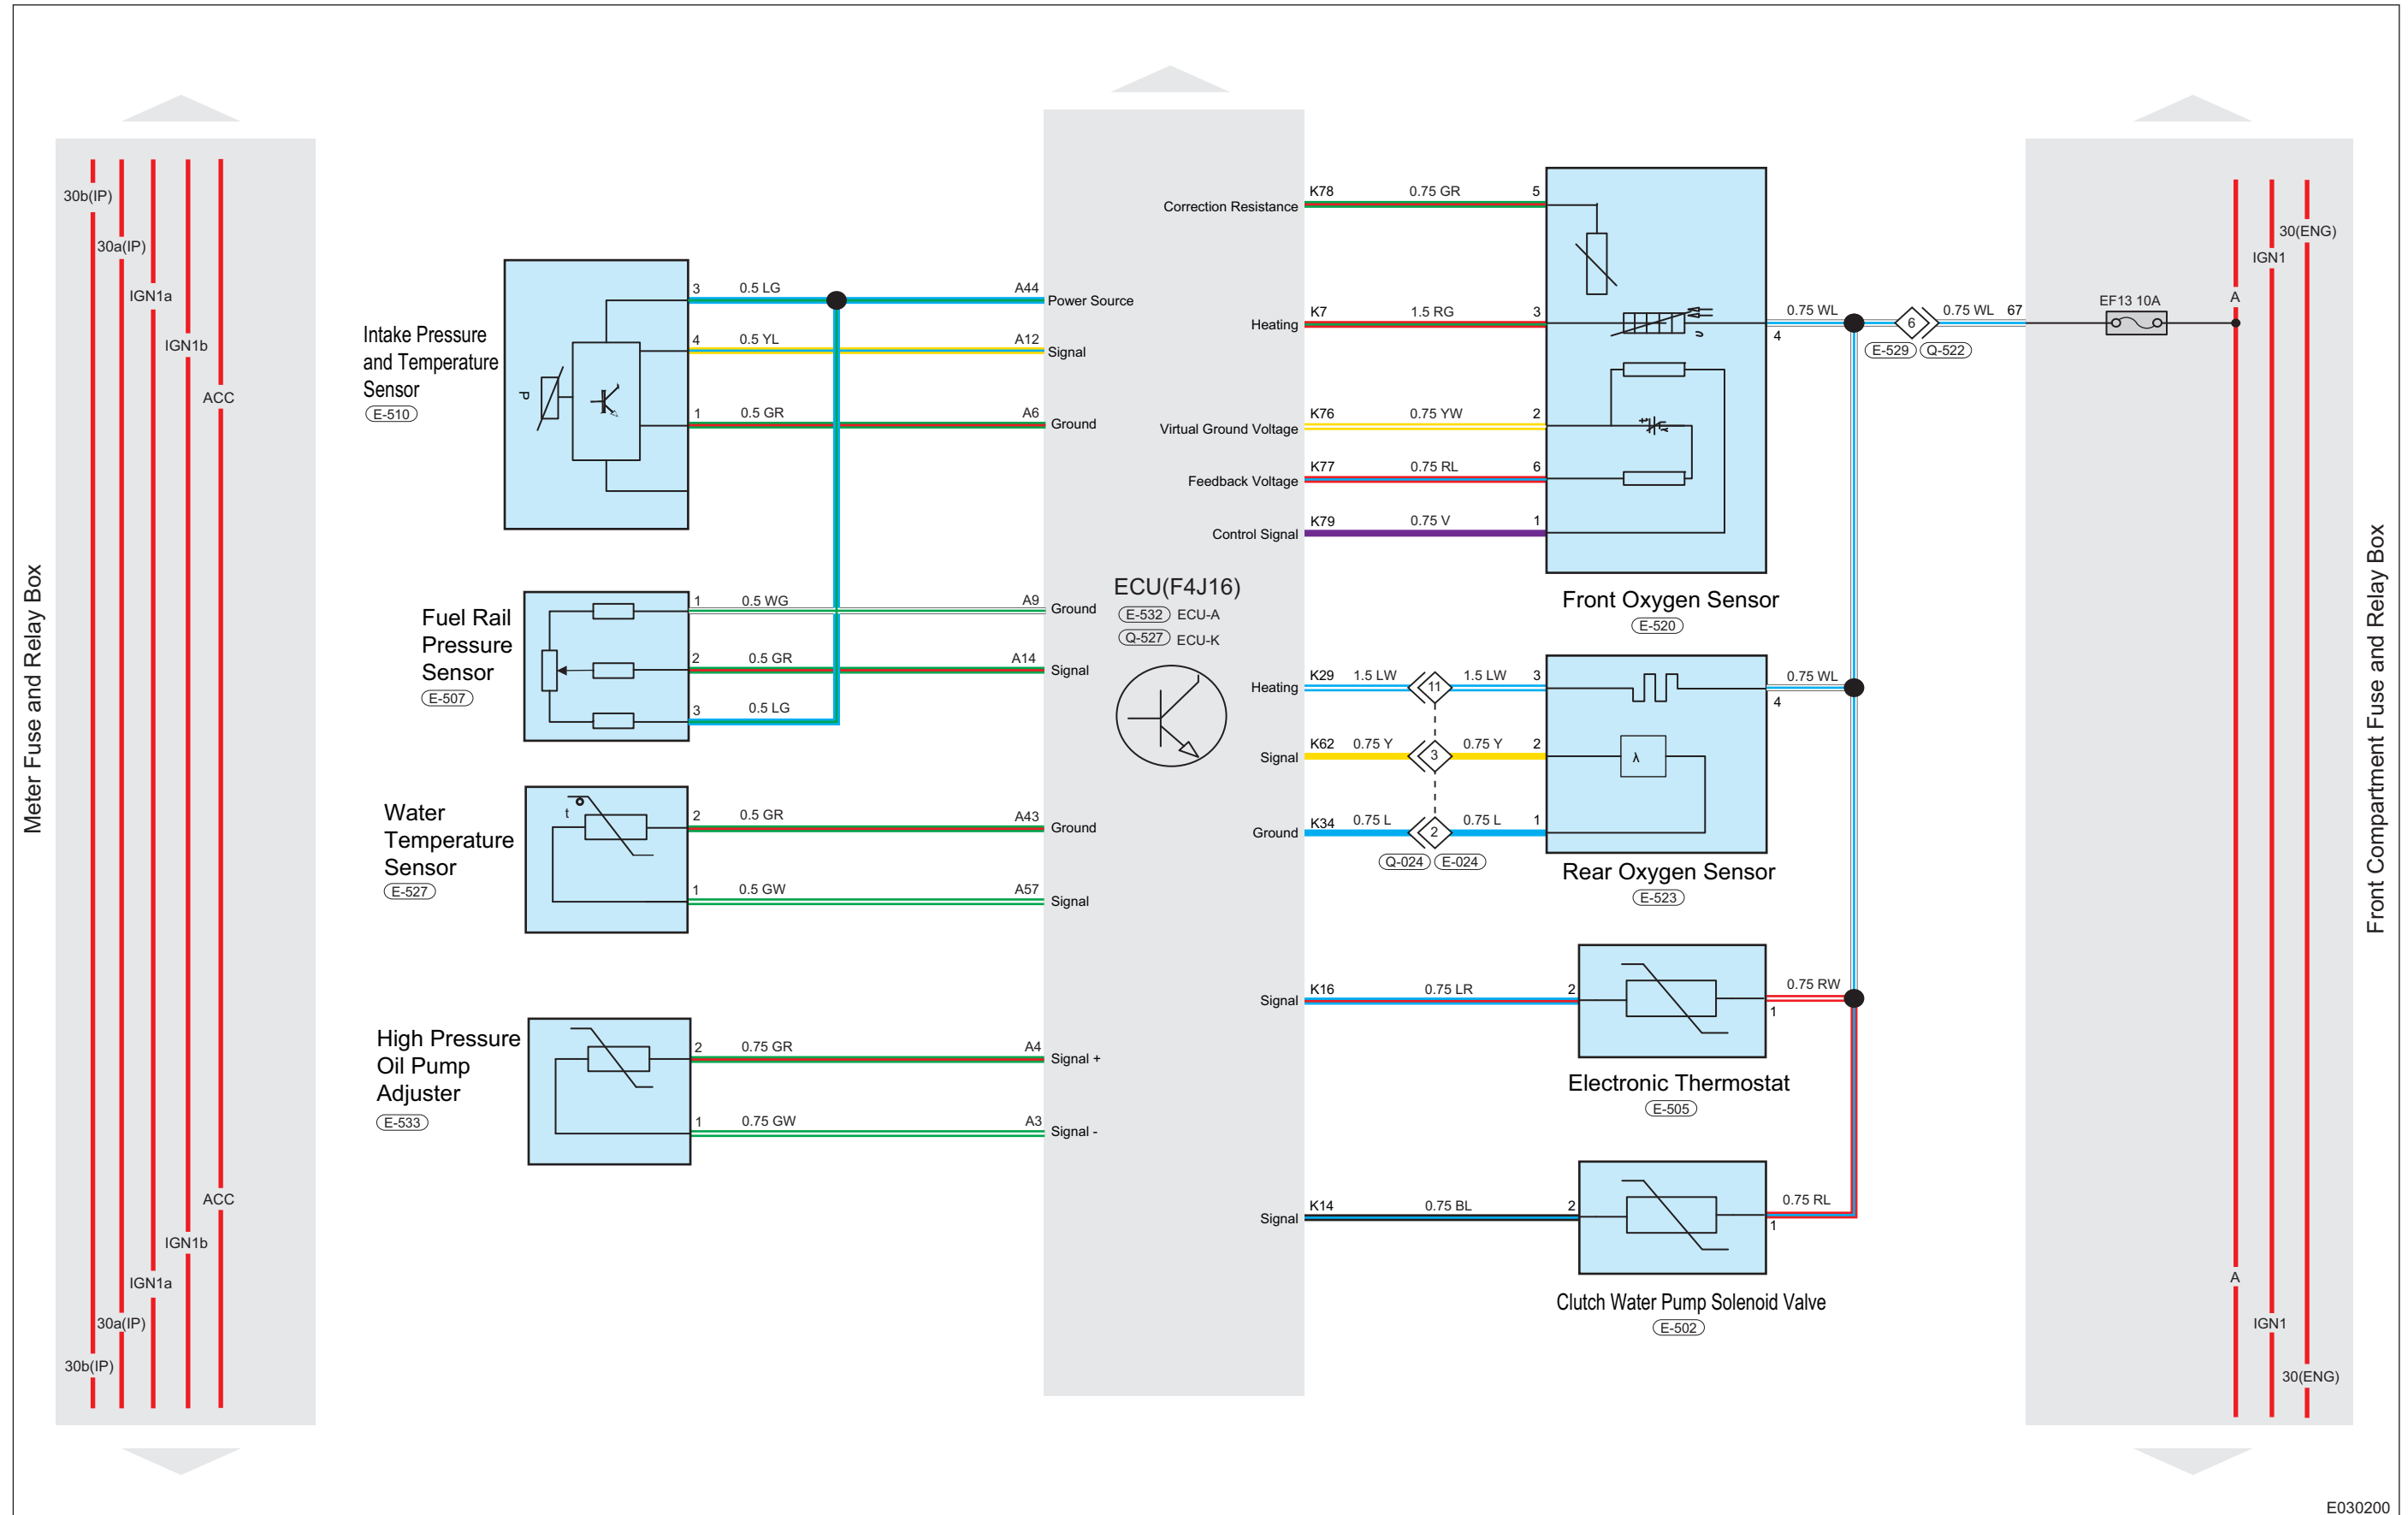 Meter Fuse and Relay Box
30b(IP)
30a(IP)
IGN1a
IGN1b
ACC
ACC
IGN1b
IGN1a
30a(IP)
30b(IP)
Intake Pressure
and Temperature
Sensor
E-510
P
3 0.5 LG A44 Power Source
4 0.5 YL A12 Signal
1 0.5 GR A6 Ground
Fuel Rail
Pressure
Sensor
E-507
1 0.5 WG A9 Ground
2 0.5 GR A14 Signal
3 0.5 LG
Water
Temperature
Sensor
E-527
t
2 0.5 GR A43 Ground
1 0.5 GW A57 Signal
High Pressure
Oil Pump
Adjuster
E-533
2 0.75 GR A4 Signal +
1 0.75 GW A3 Signal -
ECU(F4J16)
E-532 ECU-A
Q-527 ECU-K
Correction Resistance K78 0.75 GR 5
Heating K7 1.5 RG 3
Virtual Ground Voltage K76 0.75 YW 2
Feedback Voltage K77 0.75 RL 6
Control Signal K79 0.75 V 1
4 0.75 WL
Front Oxygen Sensor
E-520
6
E-529 Q-522
0.75 WL 67
EF13 10A
Heating K29 1.5 LW 11 1.5 LW 3
Signal K62 0.75 Y 3 0.75 Y 2
Ground K34 0.75 L 2 0.75 L 1
Q-024 E-024
λ
4 0.75 WL
Rear Oxygen Sensor
E-523
Signal K16 0.75 LR 2
1 0.75 RW
Electronic Thermostat
E-505
Signal K14 0.75 BL 2
1 0.75 RL
Clutch Water Pump Solenoid Valve
E-502
30(ENG)
IGN1
A
A
IGN1
30(ENG)
Front Compartment Fuse and Relay Box
E030200